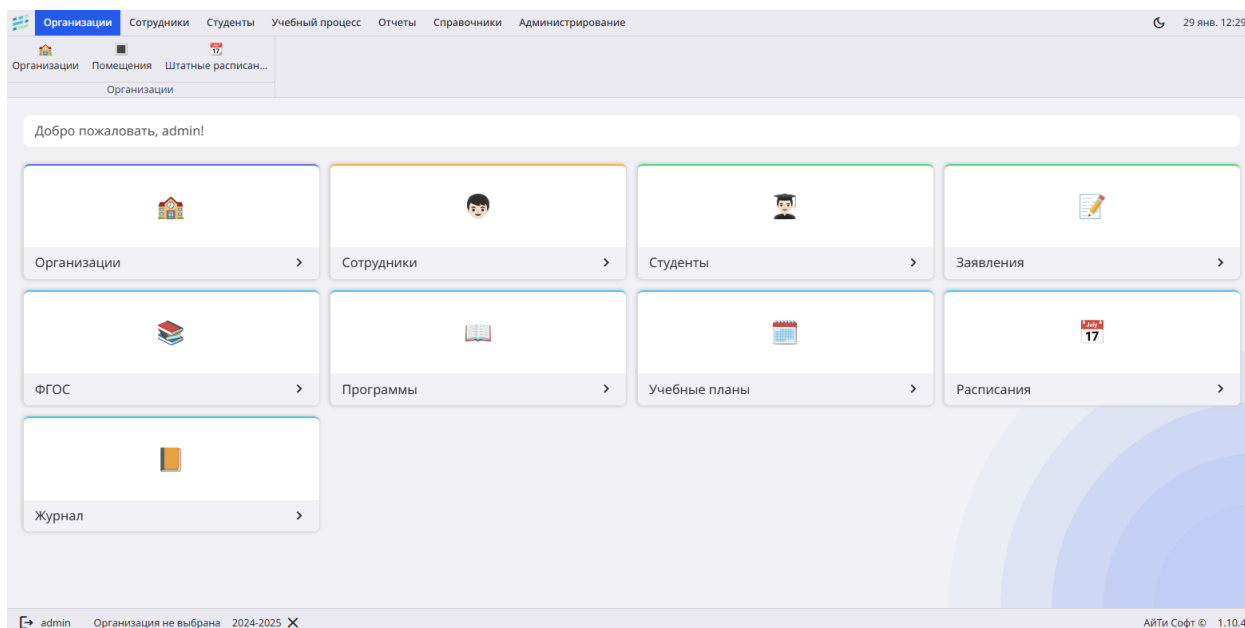 Организации Сотрудники Студенты Учебный процесс Отчеты Справочники Администрирование 29 янв. 12:29
Организации Помещения Штатные расписан...
Организации
Добро пожаловать, admin!
Организации Сотрудники Студенты Заявления
July
17
ФГОС Программы Учебные планы Расписания
Журнал
admin Организация не выбрана 2024-2025 АйТи Софт © 1.10.4